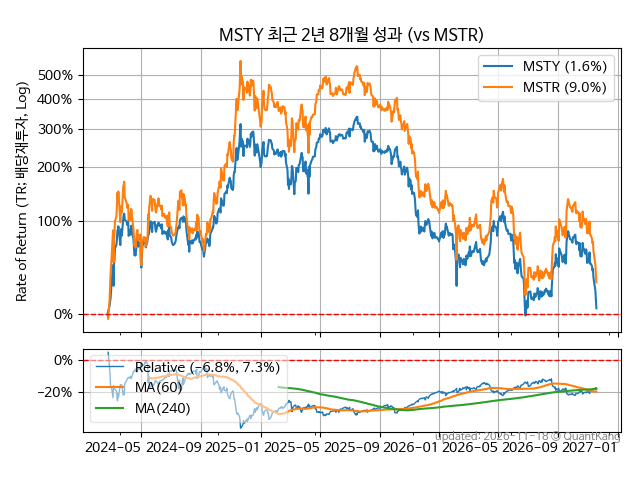 MSTY 최근 2년 8개월 성과 (vs MSTR)
Rate of Return (TR: 배당재투자, Log)
500%
400%
300%
200%
100%
0%
MSTY (1.6%)
MSTR (9.0%)
0%
−20%
Relative (−6.8%, 7.3%)
MA(60)
MA(240)
2024-05 2024-09 2025-01 2025-05 2025-09 2026-01 2026-05 2026-09 2027-01
updated: 2026-11-18 © QuantKang